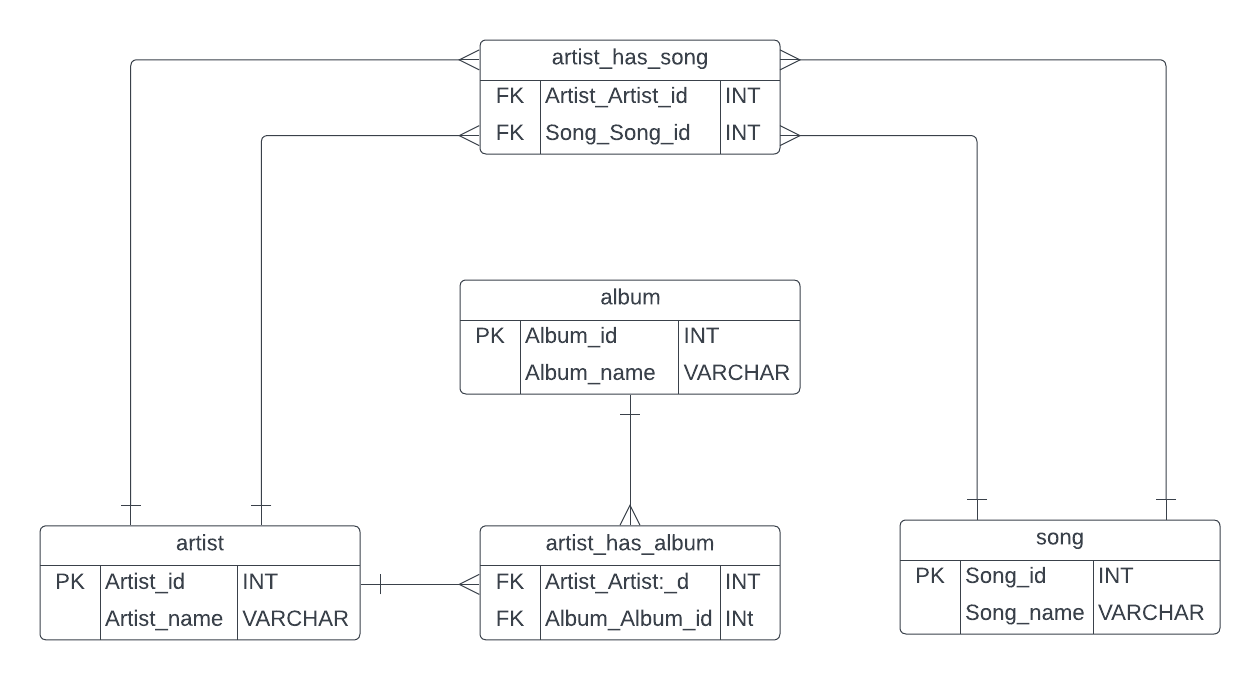 artist_has_song
FK Artist_Artist_id INT
FK Song_Song_id INT
album
PK Album_id INT
Album_name VARCHAR
artist
PK Artist_id INT
Artist_name VARCHAR
artist_has_album
FK Artist_Artist:_d INT
FK Album_Album_id INt
song
PK Song_id INT
Song_name VARCHAR